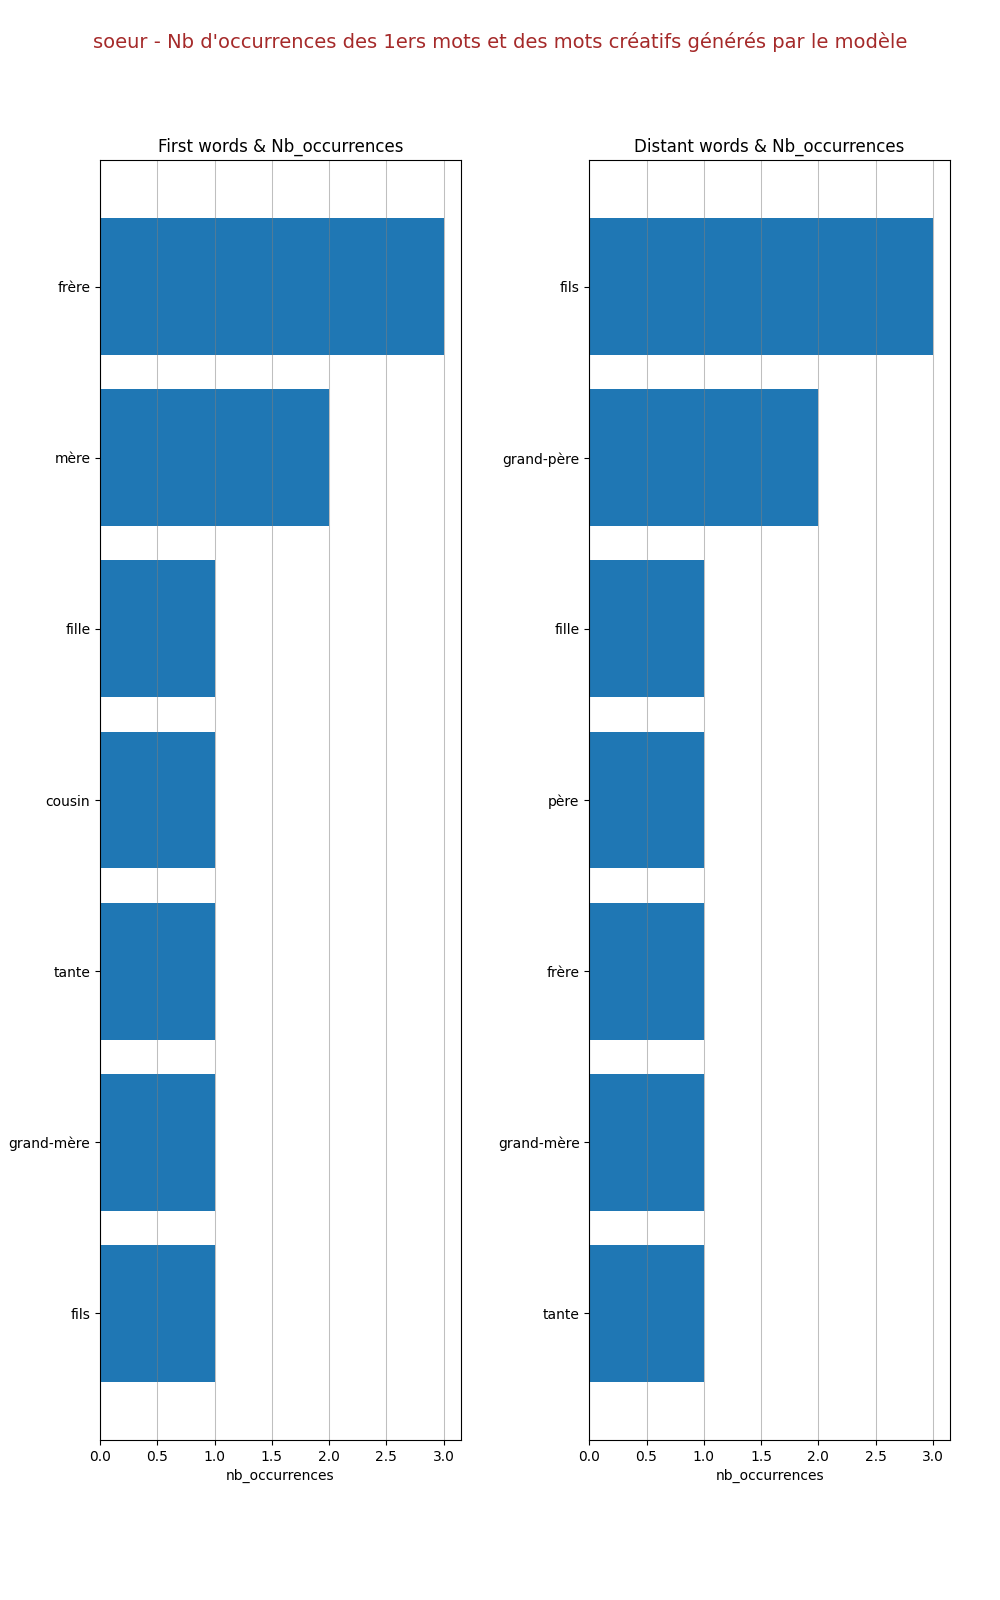 soeur - Nb d'occurrences des 1ers mots et des mots créatifs générés par le modèle
First words & Nb_occurrences
frère
mère
fille
cousin
tante
grand-mère
fils
0.0 0.5 1.0 1.5 2.0 2.5 3.0
nb_occurrences
Distant words & Nb_occurrences
fils
grand-père
fille
père
frère
grand-mère
tante
0.0 0.5 1.0 1.5 2.0 2.5 3.0
nb_occurrences